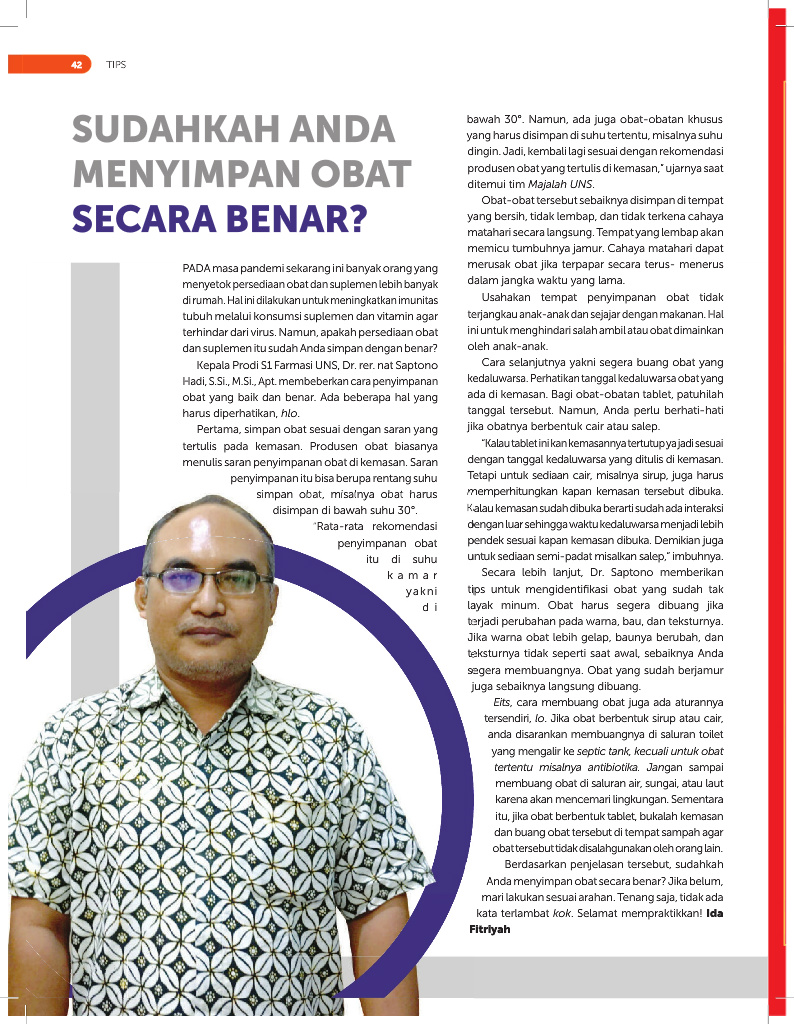 42 TIPS
SUDAHKAH ANDA
MENYIMPAN OBAT
SECARA BENAR?
PADA masa pandemi sekarang ini banyak orang yang
menyetok persediaan obat dan suplemen lebih banyak
di rumah. Hal ini dilakukan untuk meningkatkan imunitas
tubuh melalui konsumsi suplemen dan vitamin agar
terhindar dari virus. Namun, apakah persediaan obat
dan suplemen itu sudah Anda simpan dengan benar?
Kepala Prodi S1 Farmasi UNS, Dr. rer. nat Saptono
Hadi, S.Si., M.Si., Apt. membeberkan cara penyimpanan
obat yang baik dan benar. Ada beberapa hal yang
harus diperhatikan, hlo.
Pertama, simpan obat sesuai dengan saran yang
tertulis pada kemasan. Produsen obat biasanya
menulis saran penyimpanan obat di kemasan. Saran
penyimpanan itu bisa berupa rentang suhu
simpan obat, misalnya obat harus
disimpan di bawah suhu 30°.
"Rata-rata rekomendasi
penyimpanan obat
itu di suhu
kamar
yakni
di
bawah 30°. Namun, ada juga obat-obatan khusus
yang harus disimpan di suhu tertentu, misalnya suhu
dingin. Jadi, kembali lagi sesuai dengan rekomendasi
produsen obat yang tertulis di kemasan," ujarnya saat
ditemui tim Majalah UNS.
Obat-obat tersebut sebaiknya disimpan di tempat
yang bersih, tidak lembap, dan tidak terkena cahaya
matahari secara langsung. Tempat yang lembap akan
memicu tumbuhnya jamur. Cahaya matahari dapat
merusak obat jika terpapar secara terus- menerus
dalam jangka waktu yang lama.
Usahakan tempat penyimpanan obat tidak
terjangkau anak-anak dan sejajar dengan makanan. Hal
ini untuk menghindari salah ambil atau obat dimainkan
oleh anak-anak.
Cara selanjutnya yakni segera buang obat yang
kedaluwarsa. Perhatikan tanggal kedaluwarsa obat yang
ada di kemasan. Bagi obat-obatan tablet, patuhilah
tanggal tersebut. Namun, Anda perlu berhati-hati
jika obatnya berbentuk cair atau salep.
"Kalau tablet ini kan kemasannya tertutup ya jadi sesuai
dengan tanggal kedaluwarsa yang ditulis di kemasan.
Tetapi untuk sediaan cair, misalnya sirup, juga harus
memperhitungkan kapan kemasan tersebut dibuka.
Kalau kemasan sudah dibuka berarti sudah ada interaksi
dengan luar sehingga waktu kedaluwarsa menjadi lebih
pendek sesuai kapan kemasan dibuka. Demikian juga
untuk sediaan semi-padat misalkan salep," imbuhnya.
Secara lebih lanjut, Dr. Saptono memberikan
tips untuk mengidentifikasi obat yang sudah tak
layak minum. Obat harus segera dibuang jika
terjadi perubahan pada warna, bau, dan teksturnya.
Jika warna obat lebih gelap, baunya berubah, dan
teksturnya tidak seperti saat awal, sebaiknya Anda
segera membuangnya. Obat yang sudah berjamur
juga sebaiknya langsung dibuang.
Eits, cara membuang obat juga ada aturannya
tersendiri, lo. Jika obat berbentuk sirup atau cair,
anda disarankan membuangnya di saluran toilet
yang mengalir ke septic tank, kecuali untuk obat
tertentu misalnya antibiotika. Jangan sampai
membuang obat di saluran air, sungai, atau laut
karena akan mencemari lingkungan. Sementara
itu, jika obat berbentuk tablet, bukalah kemasan
dan buang obat tersebut di tempat sampah agar
obat tersebut tidak disalahgunakan oleh orang lain.
Berdasarkan penjelasan tersebut, sudahkah
Anda menyimpan obat secara benar? Jika belum,
mari lakukan sesuai arahan. Tenang saja, tidak ada
kata terlambat kok. Selamat mempraktikkan! Ida
Fitriyah